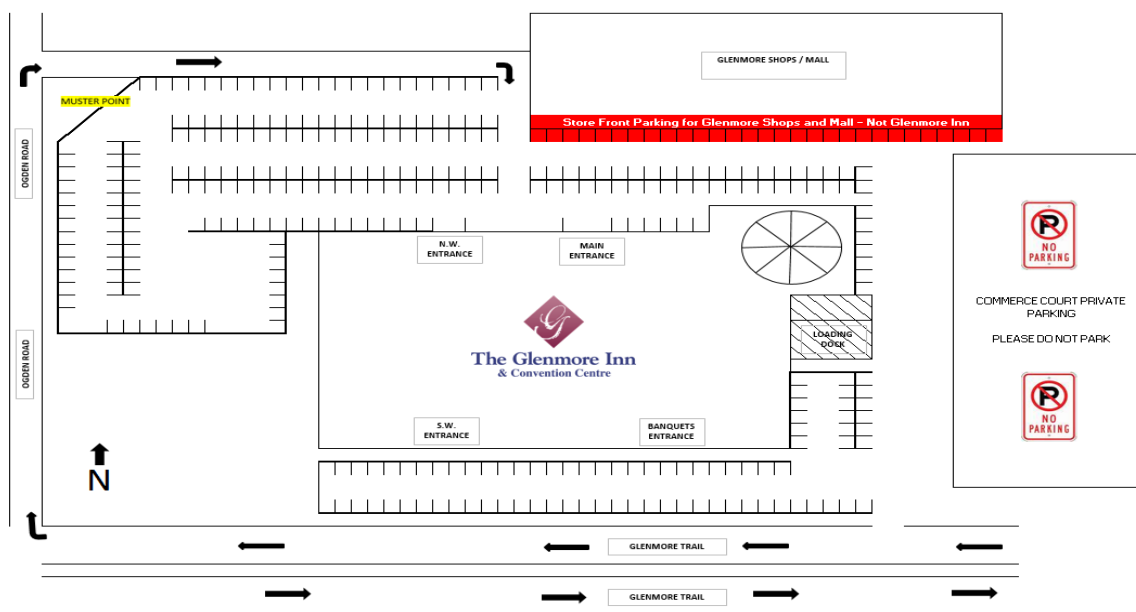 GLENMORE SHOPS / MALL
MUSTER POINT
Store Front Parking for Glenmore Shops and Mall - Not Glenmore Inn
OGDEN ROAD
P
NO
PARKING
N.W.
ENTRANCE
MAIN
ENTRANCE
COMMERCE COURT PRIVATE
PARKING
PLEASE DO NOT PARK
G
The Glenmore Inn
& Convention Centre
LOADING
DOCK
OGDEN ROAD
P
NO
PARKING
S.W.
ENTRANCE
BANQUETS
ENTRANCE
N
GLENMORE TRAIL
GLENMORE TRAIL